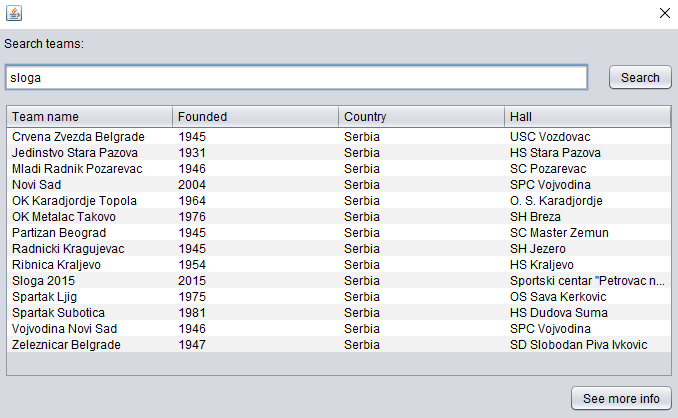 Search teams:
sloga Search
Team name Founded Country Hall
Crvena Zvezda Belgrade 1945 Serbia USC Vozdovac
Jedinstvo Stara Pazova 1931 Serbia HS Stara Pazova
Mladi Radnik Pozarevac 1946 Serbia SC Pozarevac
Novi Sad 2004 Serbia SPC Vojvodina
OK Karadjordje Topola 1964 Serbia O. S. Karadjordje
OK Metalac Takovo 1976 Serbia SH Breza
Partizan Beograd 1945 Serbia SC Master Zemun
Radnicki Kragujevac 1945 Serbia SH Jezero
Ribnica Kraljevo 1954 Serbia HS Kraljevo
Sloga 2015 2015 Serbia Sportski centar "Petrovac n...
Spartak Ljig 1975 Serbia OS Sava Kerkovic
Spartak Subotica 1981 Serbia HS Dudova Suma
Vojvodina Novi Sad 1946 Serbia SPC Vojvodina
Zeleznicar Belgrade 1947 Serbia SD Slobodan Piva Ivkovic
See more info